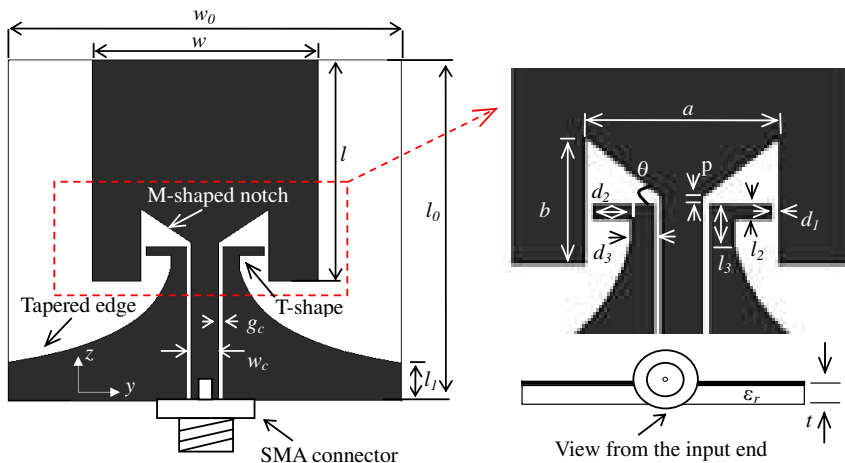 w0
w
l
l0
M-shaped notch
Tapered edge
T-shape
gc
wc
z
y
l1
SMA connector
a
b
p
θ
d2
d1
d3
l3
l2
εr
t
View from the input end